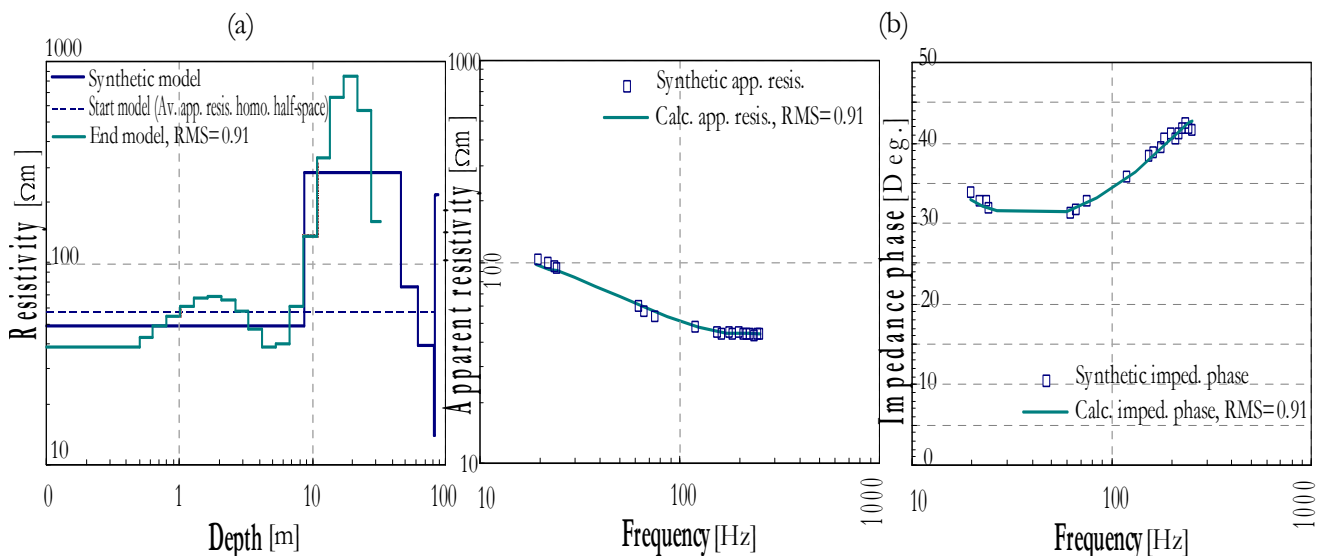 (a)
(b)
1000
100
10
Resistivity [Ωm]
Synthetic model
Start model (Av. app. resis. homo. half-space)
End model, RMS=0.91
0
1
10
100
Depth [m]
1000
100
10
Apparent resistivity [Ωm]
Synthetic app. resis.
Calc. app. resis., RMS=0.91
10
100
1000
Frequency [Hz]
50
40
30
20
10
0
Impedance phase [Deg.]
Synthetic imped. phase
Calc. imped. phase, RMS=0.91
10
100
1000
Frequency [Hz]